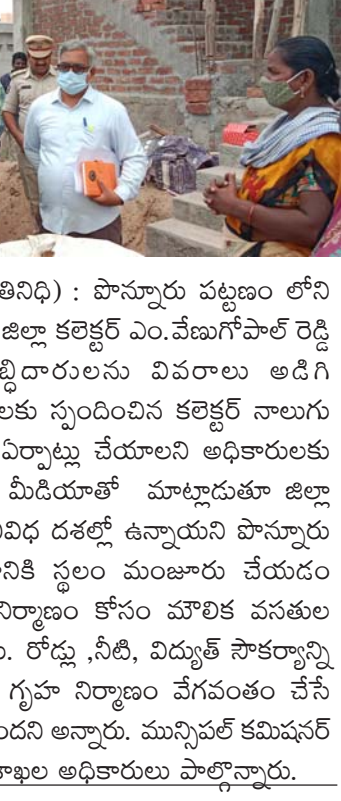 తినిధి) : పొన్నూరు పట్టణం లోని
జిల్లా కలెక్టర్ ఎం.వేణుగోపాల్ రెడ్డి
బ్ధిదారులను వివరాలు అడిగి
లకు స్పందించిన కలెక్టర్ నాలుగు
ఏర్పాట్లు చేయాలని అధికారులకు
మీడియాతో మాట్లాడుతూ జిల్లా
వివిధ దశల్లో ఉన్నాయని పొన్నూరు
నికి స్థలం మంజూరు చేయడం
నిర్మాణం కోసం మౌలిక వసతుల
ు. రోడ్లు ,నీటి, విద్యుత్ సౌకర్యాన్ని
గృహ నిర్మాణం వేగవంతం చేసే
ందని అన్నారు. మున్సిపల్ కమిషనర్
శాఖల అధికారులు పాల్గొన్నారు.